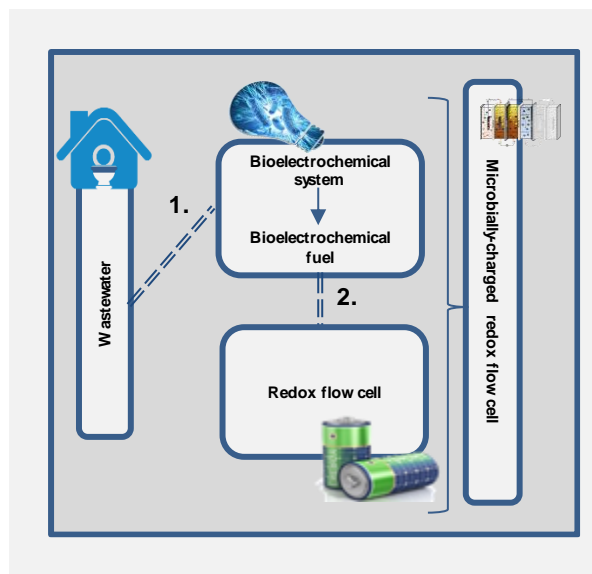 Wastewater
1.
Bioelectrochemical
system
Bioelectrochemical
fuel
2.
Redox flow cell
Microbially-charged redox flow cell